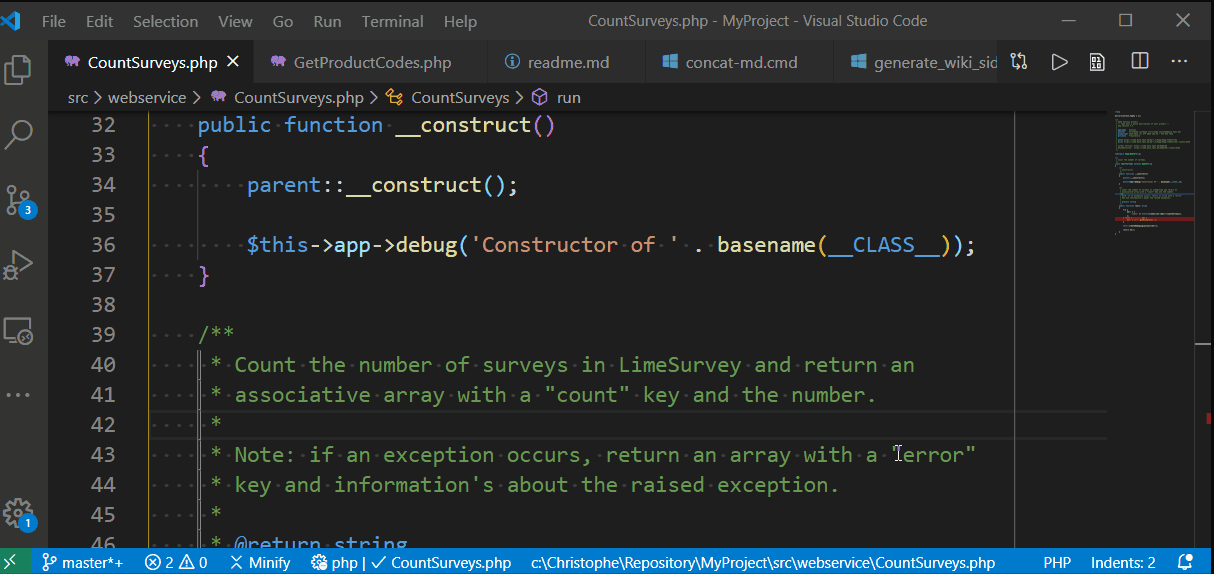 File Edit Selection View Go Run Terminal Help CountSurveys.php - MyProject - Visual Studio Code
CountSurveys.php GetProductCodes.php readme.md concat-md.cmd generate_wiki_sid
src > webservice > CountSurveys.php > CountSurveys > run
32 public function __construct()
33 {
34 parent::__construct();
35
36 $this->app->debug('Constructor of ' . basename(__CLASS__));
37 }
38
39 /**
40 * Count the number of surveys in LimeSurvey and return an
41 * associative array with a "count" key and the number.
42 *
43 * Note: if an exception occurs, return an array with a "error"
44 * key and information's about the raised exception.
45 *
46 * @return string
3
1
master*+ 2 0 Minify php | ✓ CountSurveys.php c:\Christophe\Repository\MyProject\src\webservice\CountSurveys.php PHP Indents: 2